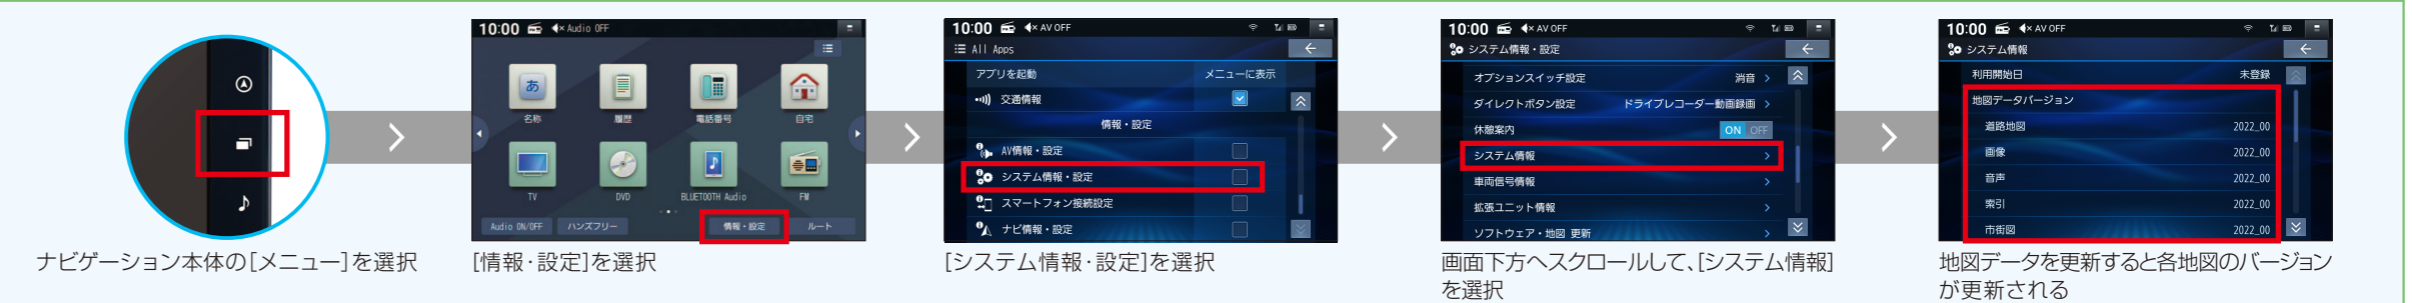 10:00 Audio OFF
名称
履歴
電話番号
自宅
TV
DVD
BLUETOOTH Audio
FM
Audio ON/OFF
ハンズフリー
情報・設定
ルート
10:00 AV OFF
All Apps
アプリを起動 メニューに表示
交通情報
情報・設定
AV情報・設定
システム情報・設定
スマートフォン接続設定
ナビ情報・設定
10:00 AV OFF
システム情報・設定
オプションスイッチ設定 消音
ダイレクトボタン設定 ドライブレコーダー動画録画
休憩案内 ON OFF
システム情報
車両信号情報
拡張ユニット情報
ソフトウェア・地図 更新
10:00 AV OFF
システム情報
利用開始日 未登録
地図データバージョン
道路地図 2022_00
画像 2022_00
音声 2022_00
索引 2022_00
市街図 2022_00
ナビゲーション本体の[メニュー]を選択
[情報・設定]を選択
[システム情報・設定]を選択
画面下方へスクロールして、[システム情報]
を選択
地図データを更新すると各地図のバージョン
が更新される